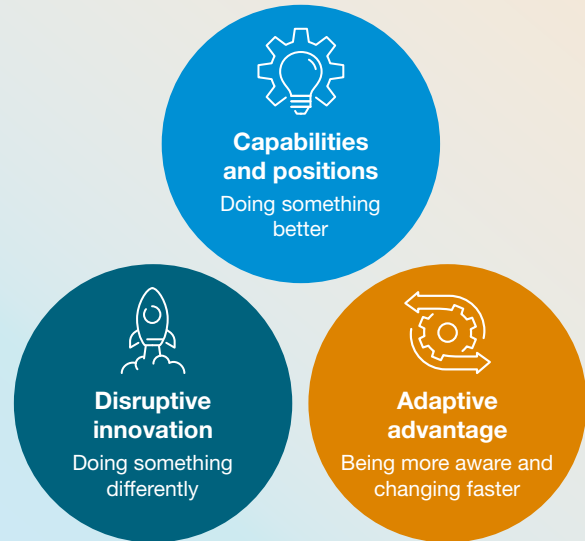 Capabilities
and positions
Doing something
better
Disruptive
innovation
Doing something
differently
Adaptive
advantage
Being more aware and
changing faster